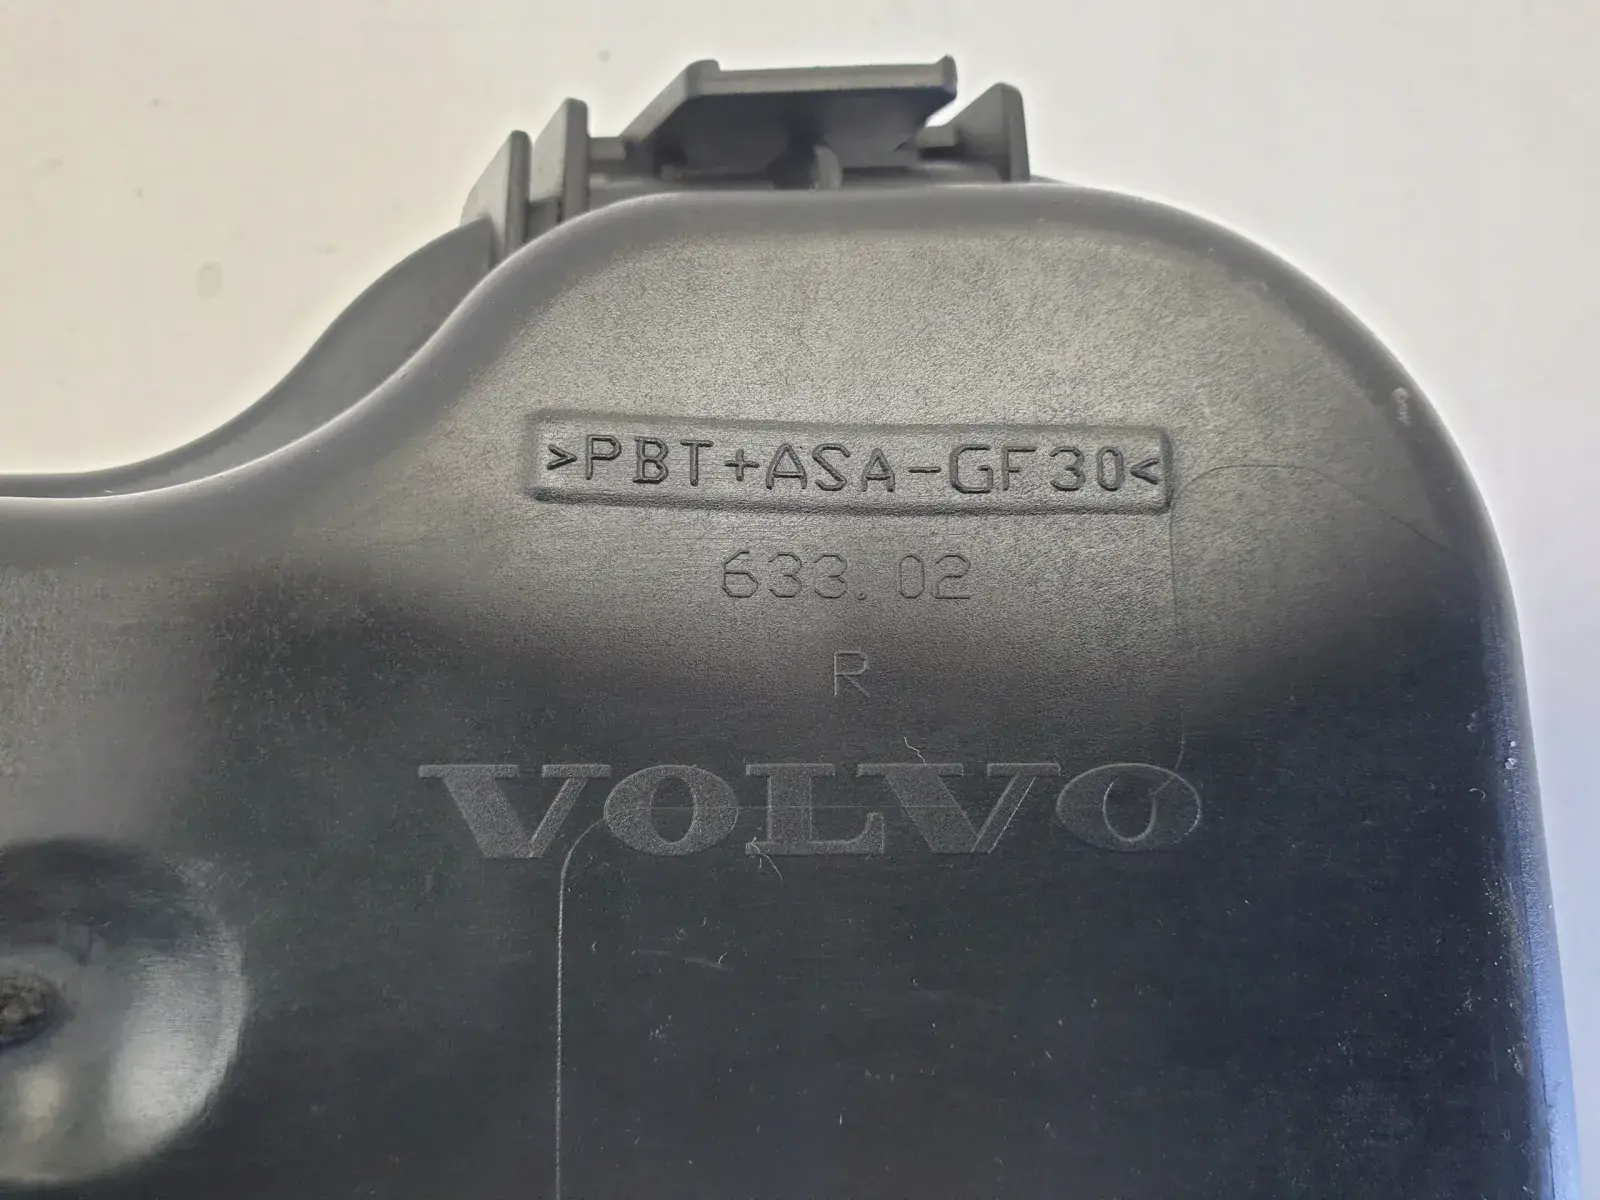 >PBT+ASA-GF30<
633.02
R
VOLVO